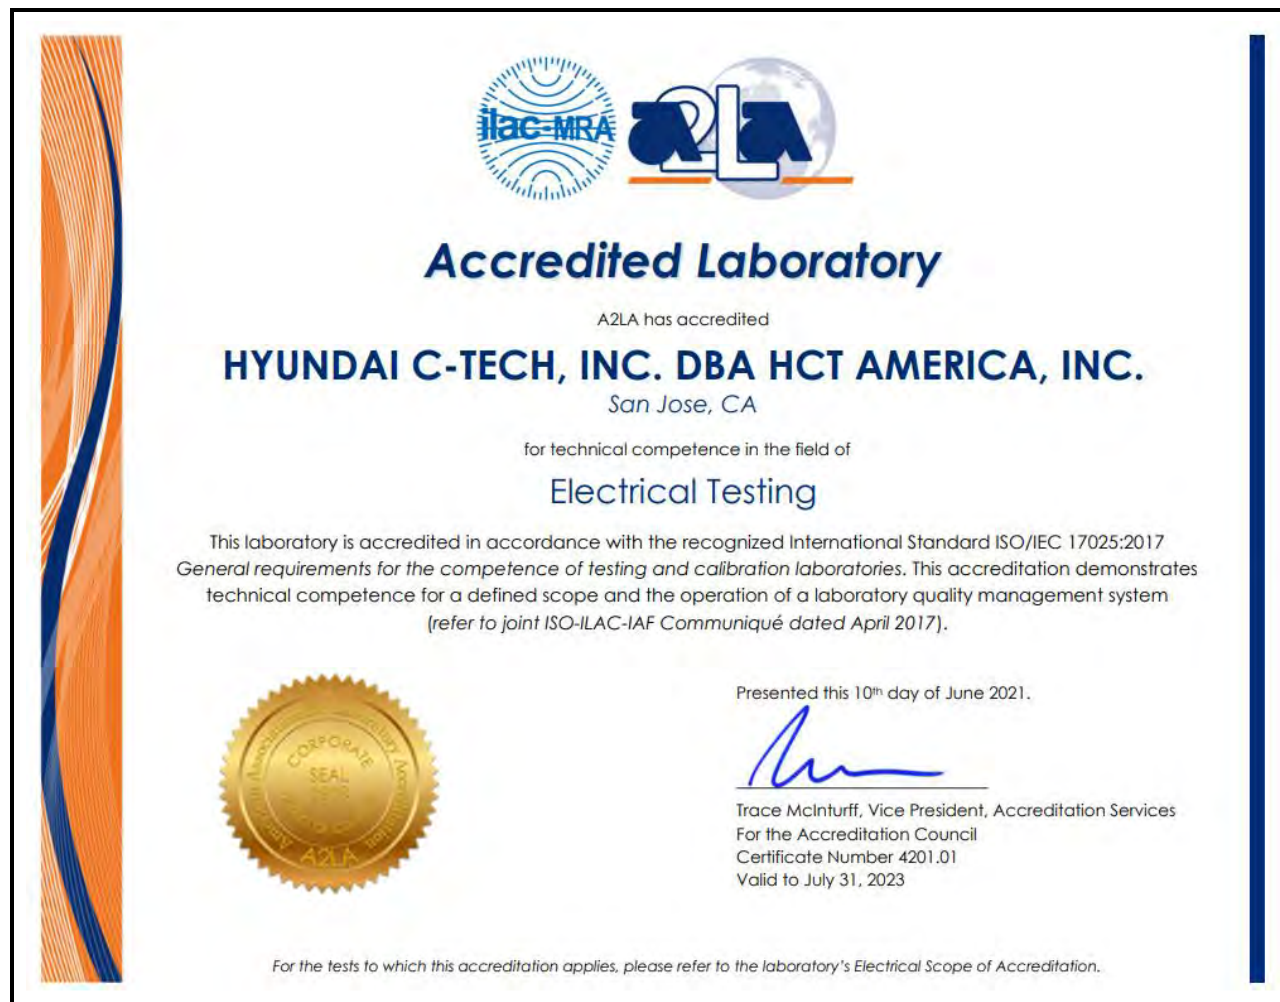 ilac-MRA
A2LA
Accredited Laboratory
A2LA has accredited
HYUNDAI C-TECH, INC. DBA HCT AMERICA, INC.
San Jose, CA
for technical competence in the field of
Electrical Testing
This laboratory is accredited in accordance with the recognized International Standard ISO/IEC 17025:2017
General requirements for the competence of testing and calibration laboratories. This accreditation demonstrates
technical competence for a defined scope and the operation of a laboratory quality management system
(refer to joint ISO-ILAC-IAF Communiqué dated April 2017).
Presented this 10th day of June 2021.
CORPORATE
SEAL
A2LA
Trace McInturff, Vice President, Accreditation Services
For the Accreditation Council
Certificate Number 4201.01
Valid to July 31, 2023
For the tests to which this accreditation applies, please refer to the laboratory's Electrical Scope of Accreditation.